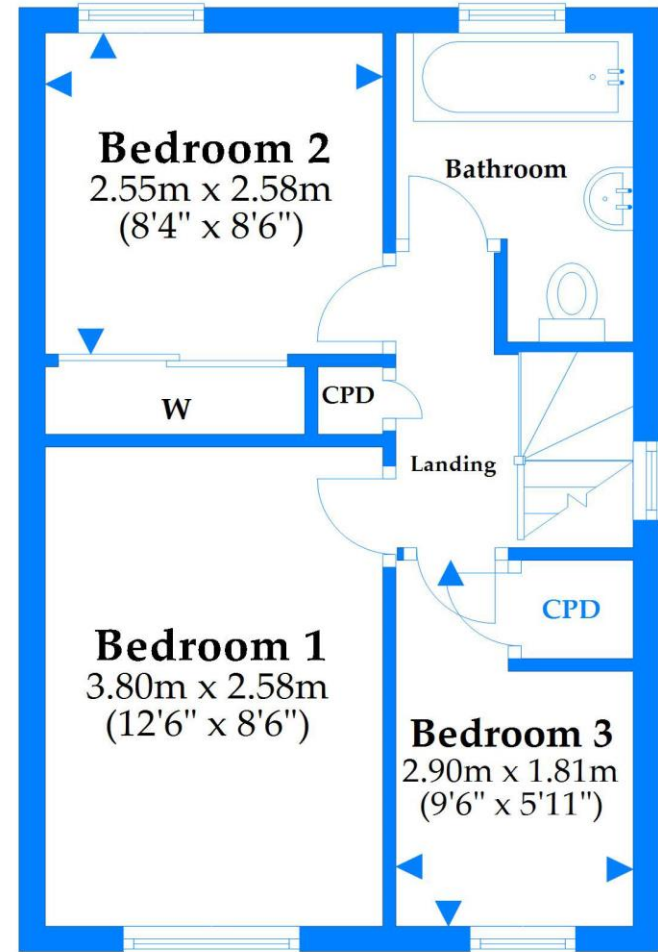 Bedroom 2
2.55m x 2.58m
(8'4" x 8'6")
Bathroom
W
CPD
Landing
Bedroom 1
3.80m x 2.58m
(12'6" x 8'6")
CPD
Bedroom 3
2.90m x 1.81m
(9'6" x 5'11")